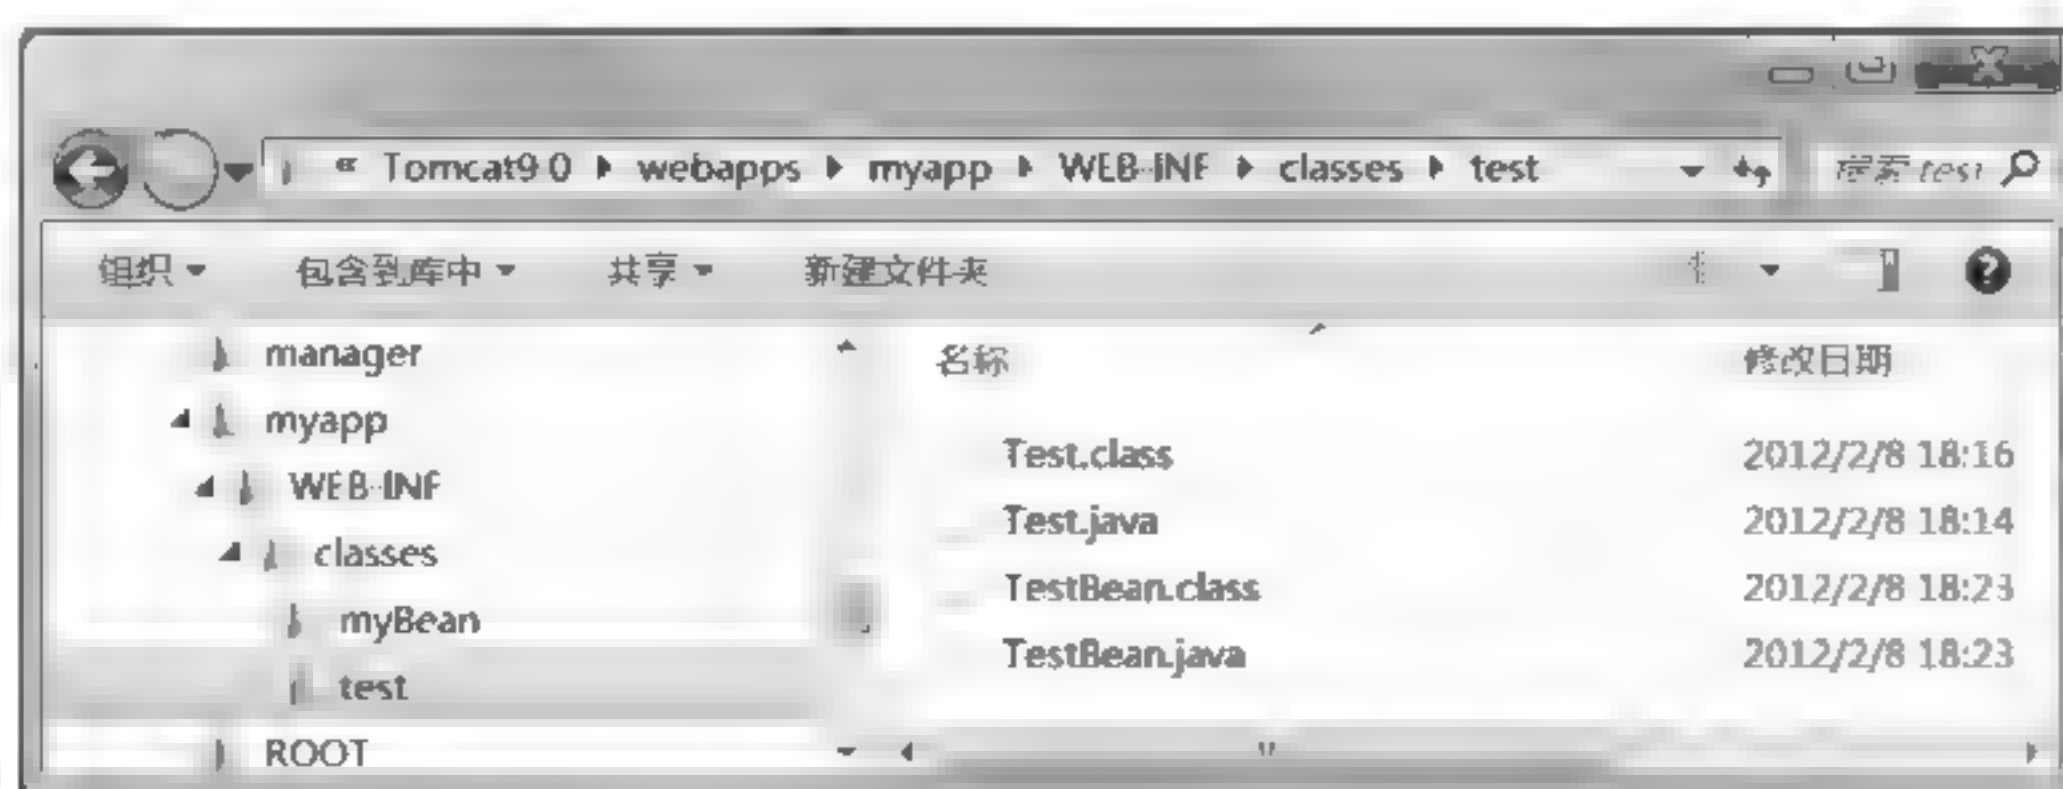 « Tomcat9 0 ▸ webapps ▸ myapp ▸ WEB-INF ▸ classes ▸ test 搜索 test
组织 包含到库中 共享 新建文件夹
manager
myapp
WEB-INF
classes
myBean
test
ROOT
名称 修改日期
Test.class 2012/2/8 18:16
Test.java 2012/2/8 18:14
TestBean.class 2012/2/8 18:23
TestBean.java 2012/2/8 18:23